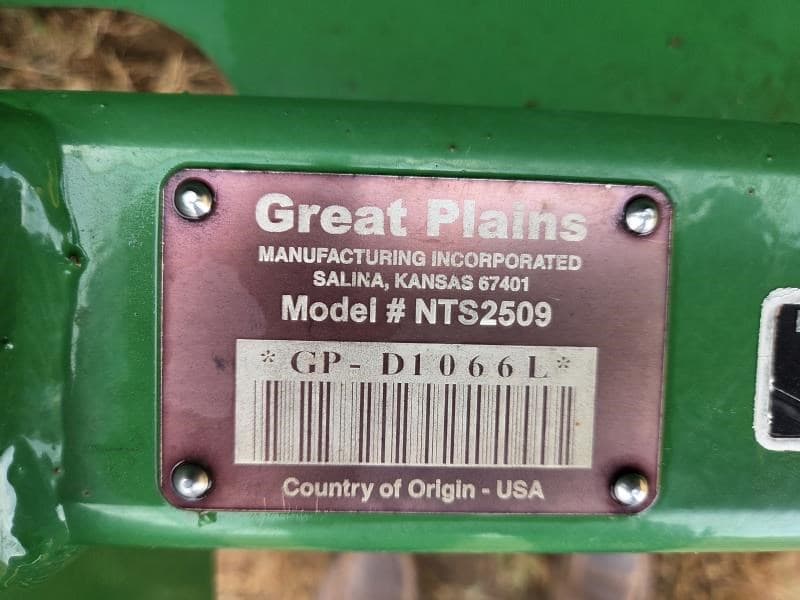 Great Plains
MANUFACTURING INCORPORATED
SALINA, KANSAS 67401
Model # NTS2509
*GP- D1066L*
Country of Origin - USA